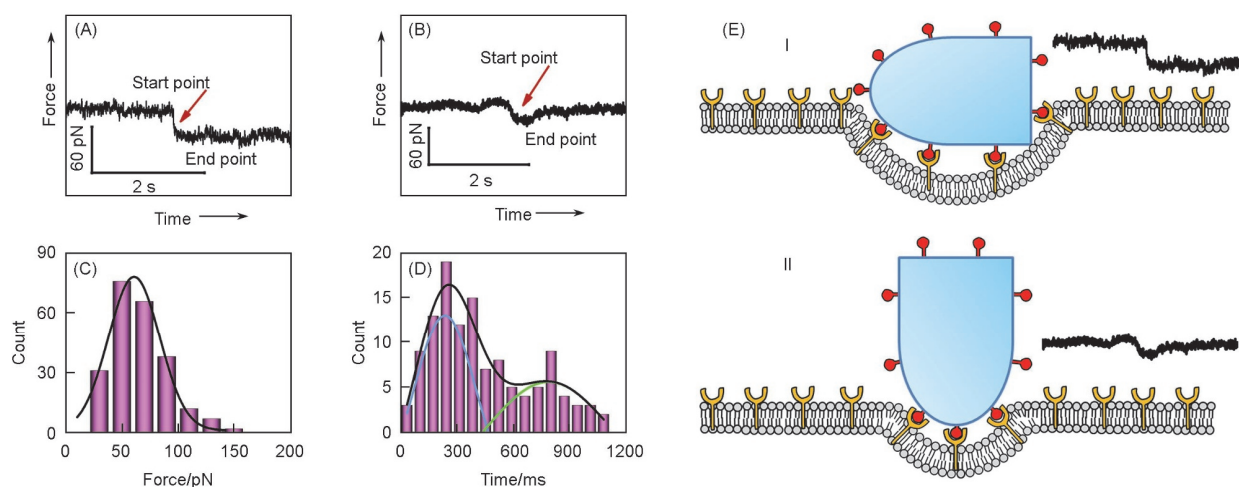 (A)
Force
Start point
60 pN
End point
2 s
Time
(B)
Force
Start point
60 pN
End point
2 s
Time
(C)
Count
90
60
30
0
0 50 100 150 200
Force/pN
(D)
Count
20
15
10
5
0
0 300 600 900 1200
Time/ms
(E)
I
II